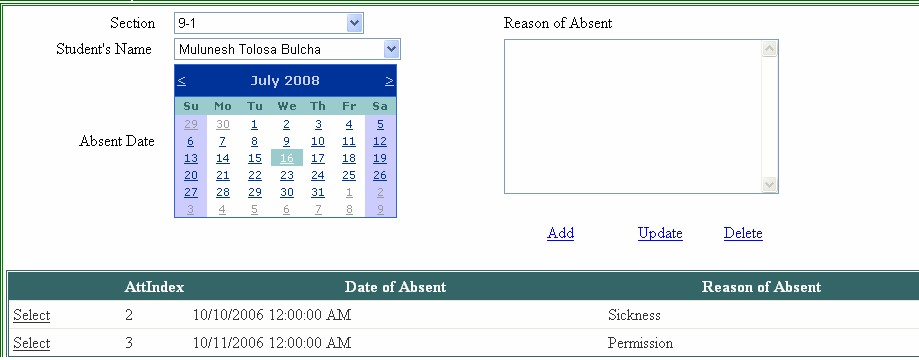 Section 9-1 Reason of Absent
Student's Name Mulunesh Tolosa Bulcha
< July 2008 >
Su Mo Tu We Th Fr Sa
29 30 1 2 3 4 5
6 7 8 9 10 11 12
Absent Date
13 14 15 16 17 18 19
20 21 22 23 24 25 26
27 28 29 30 31 1 2
3 4 5 6 7 8 9
Add Update Delete
AttIndex Date of Absent Reason of Absent
Select 2 10/10/2006 12:00:00 AM Sickness
Select 3 10/11/2006 12:00:00 AM Permission